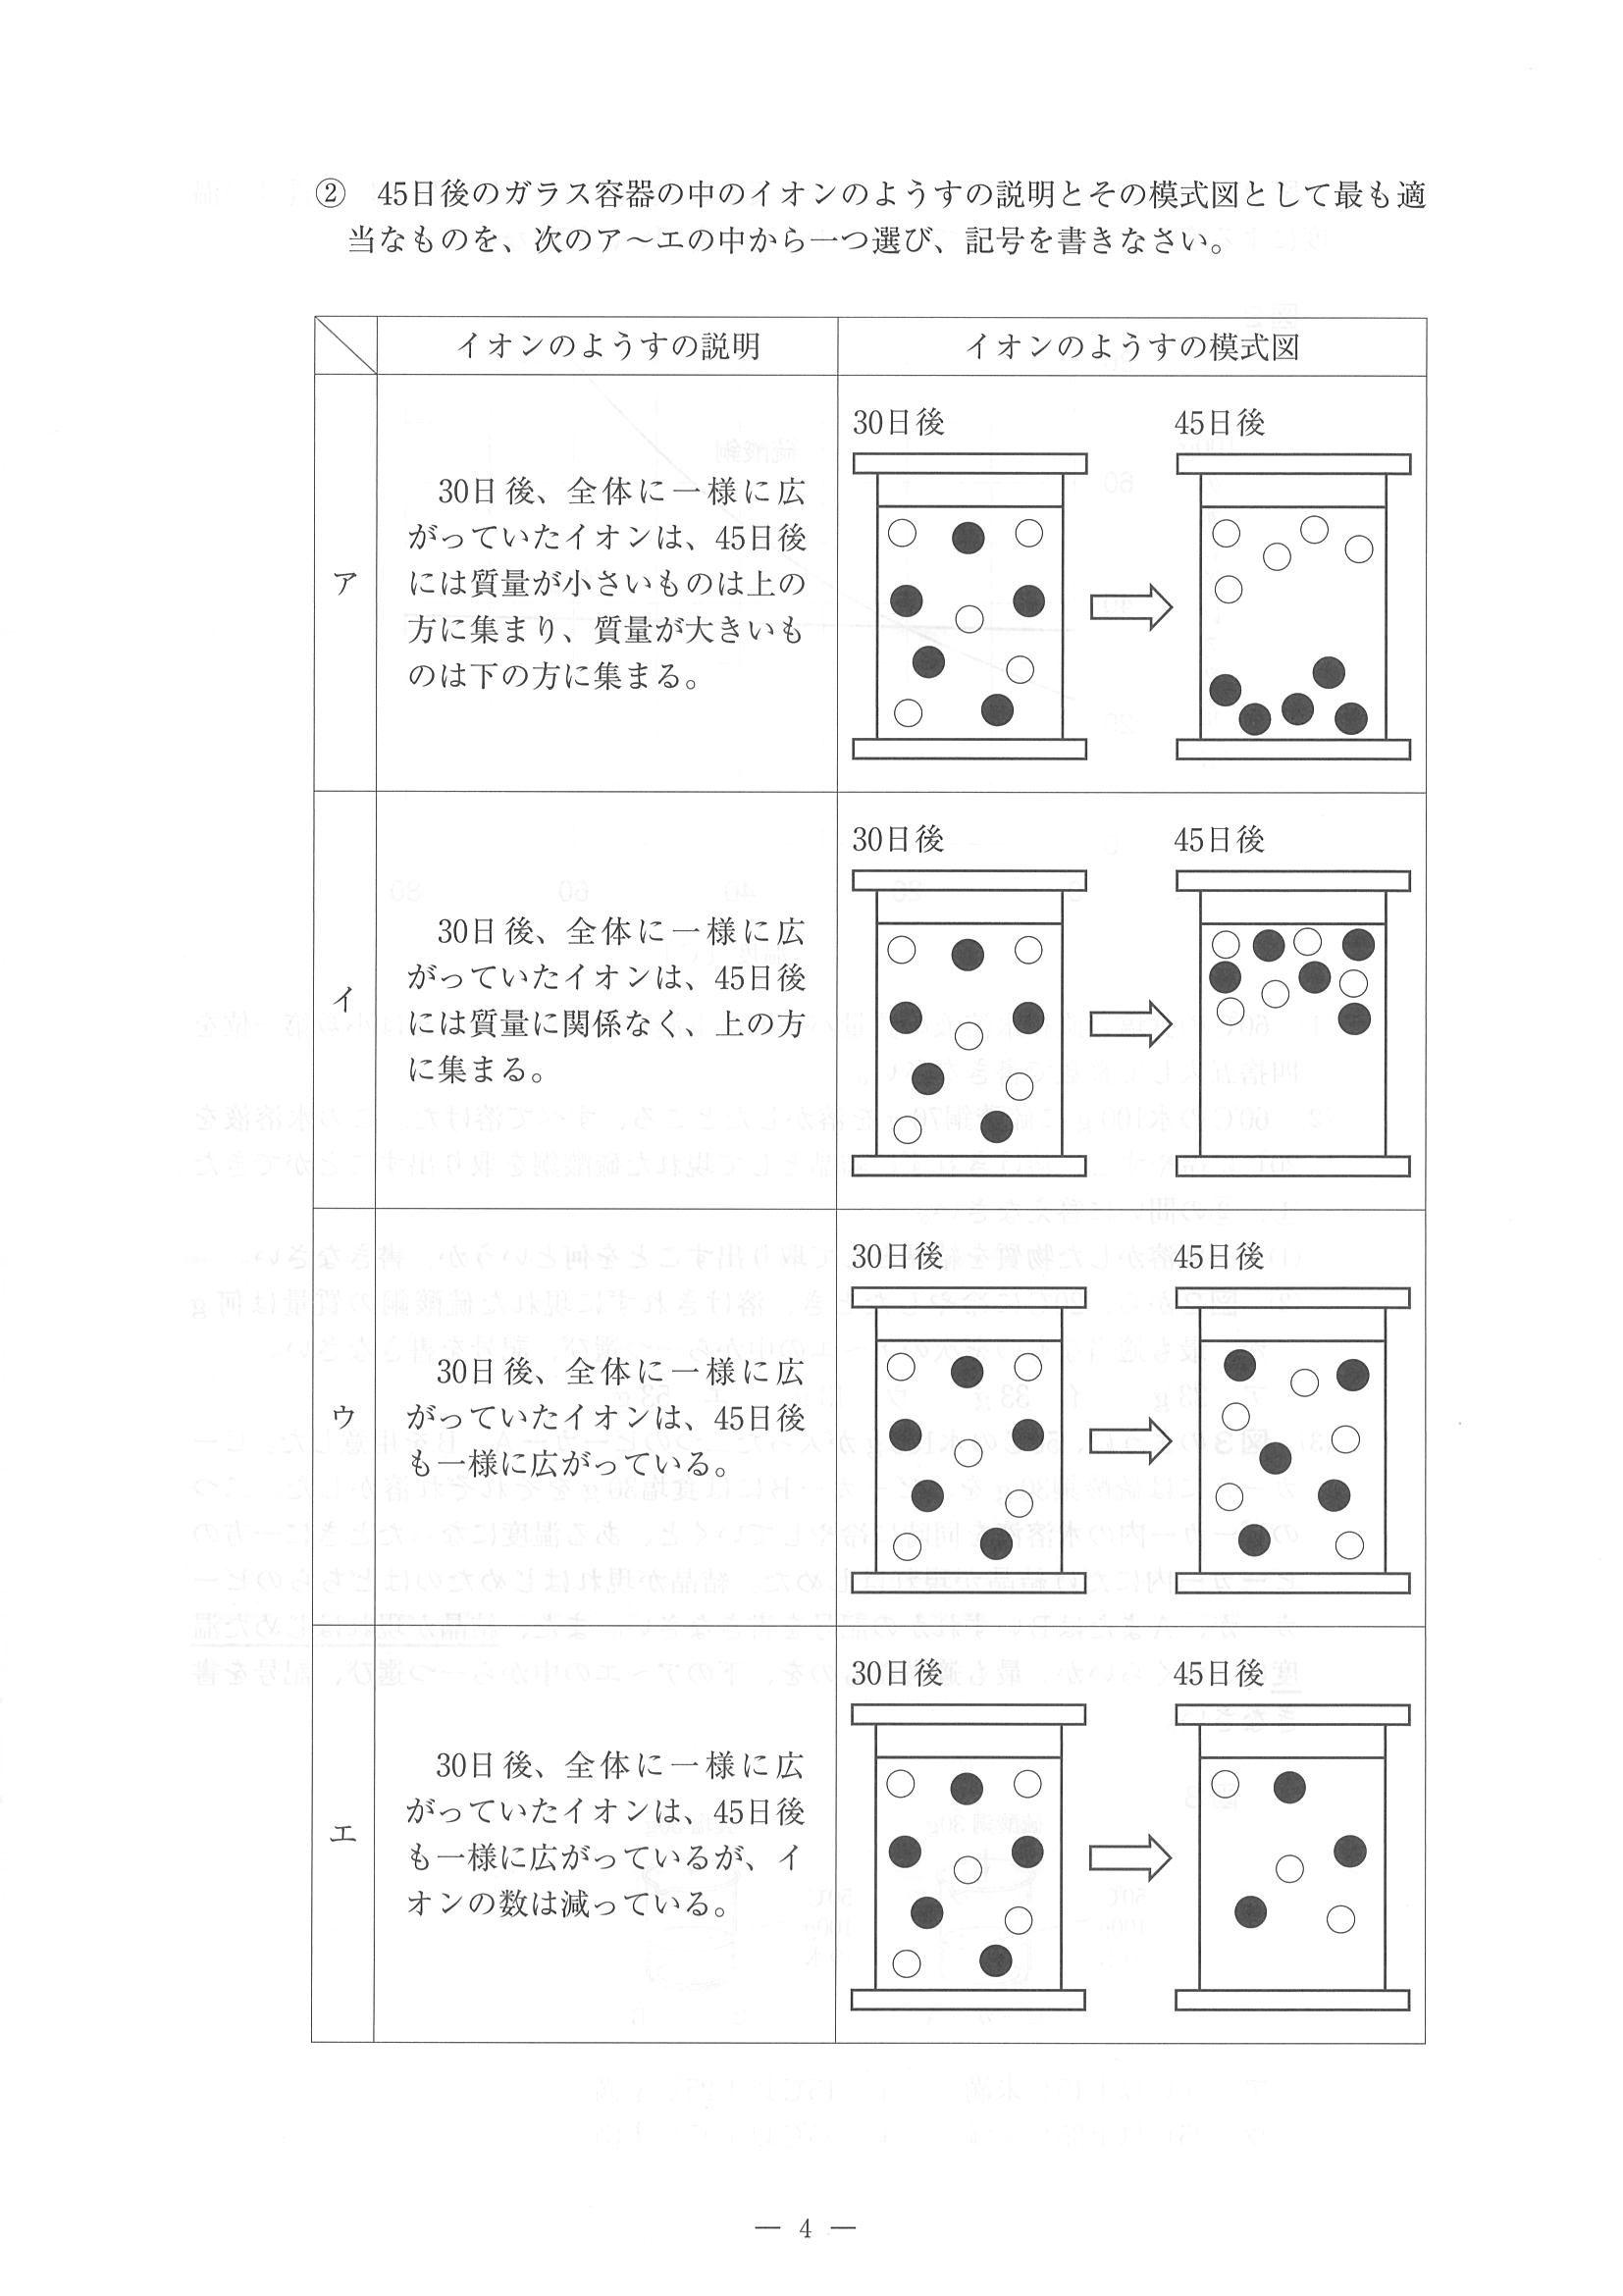 ② 45日後のガラス容器の中のイオンのようすの説明とその模式図として最も適
当なものを、次のア〜エの中から一つ選び、記号を書きなさい。
イオンのようすの説明
イオンのようすの模式図
ア
30日後、全体に一様に広
がっていたイオンは、45日後
には質量が小さいものは上の
方に集まり、質量が大きいも
のは下の方に集まる。
30日後
45日後
イ
30日後、全体に一様に広
がっていたイオンは、45日後
には質量に関係なく、上の方
に集まる。
30日後
45日後
ウ
30日後、全体に一様に広
がっていたイオンは、45日後
も一様に広がっている。
30日後
45日後
エ
30日後、全体に一様に広
がっていたイオンは、45日後
も一様に広がっているが、イ
オンの数は減っている。
30日後
45日後
― 4 ―